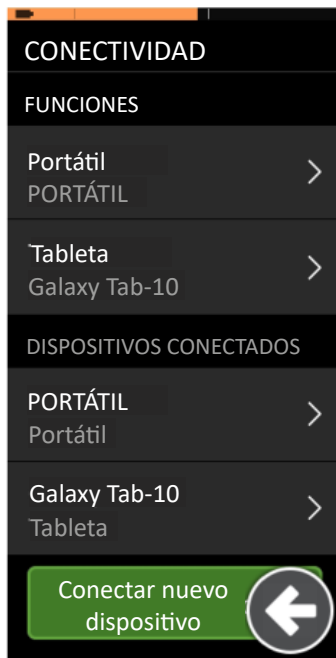 CONECTIVIDAD
FUNCIONES
Portátil
PORTÁTIL
Tableta
Galaxy Tab-10
DISPOSITIVOS CONECTADOS
PORTÁTIL
Portátil
Galaxy Tab-10
Tableta
Conectar nuevo
dispositivo